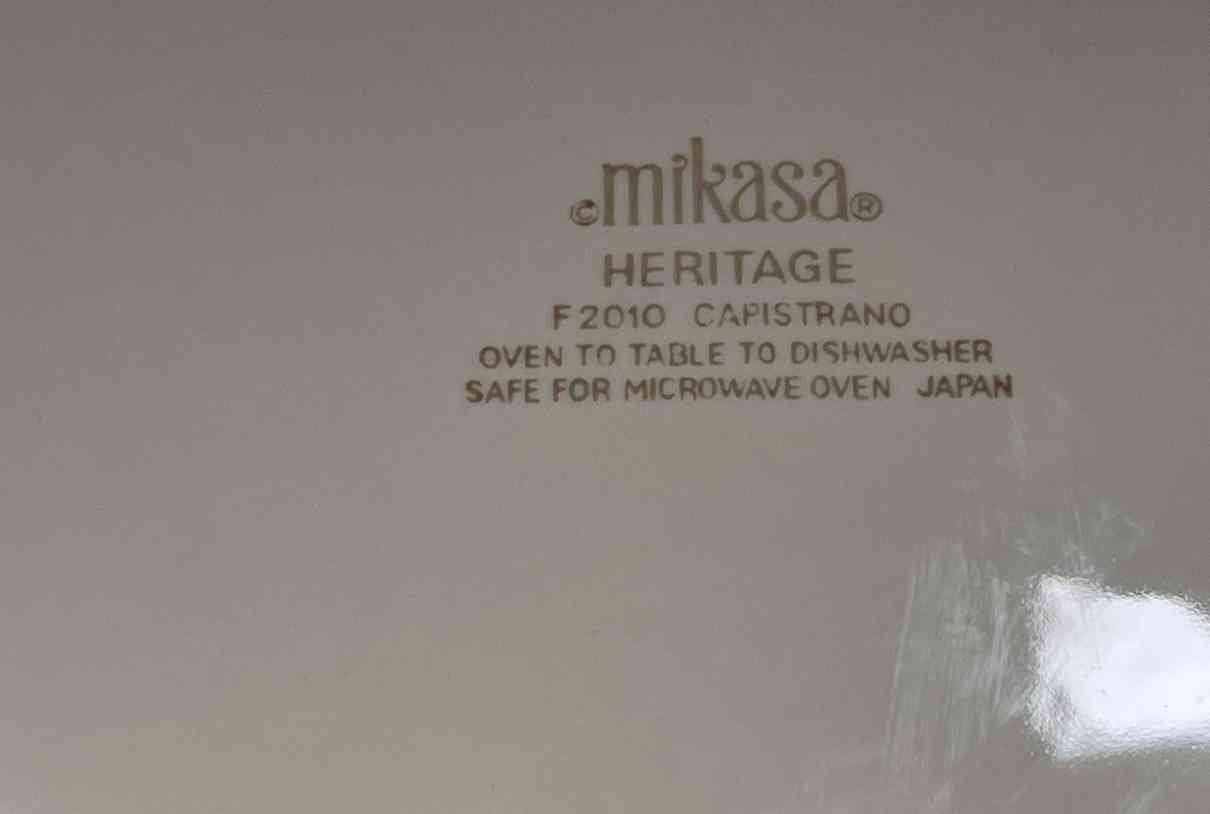 ©mikasa®
HERITAGE
F2010 CAPISTRANO
OVEN TO TABLE TO DISHWASHER
SAFE FOR MICROWAVE OVEN JAPAN